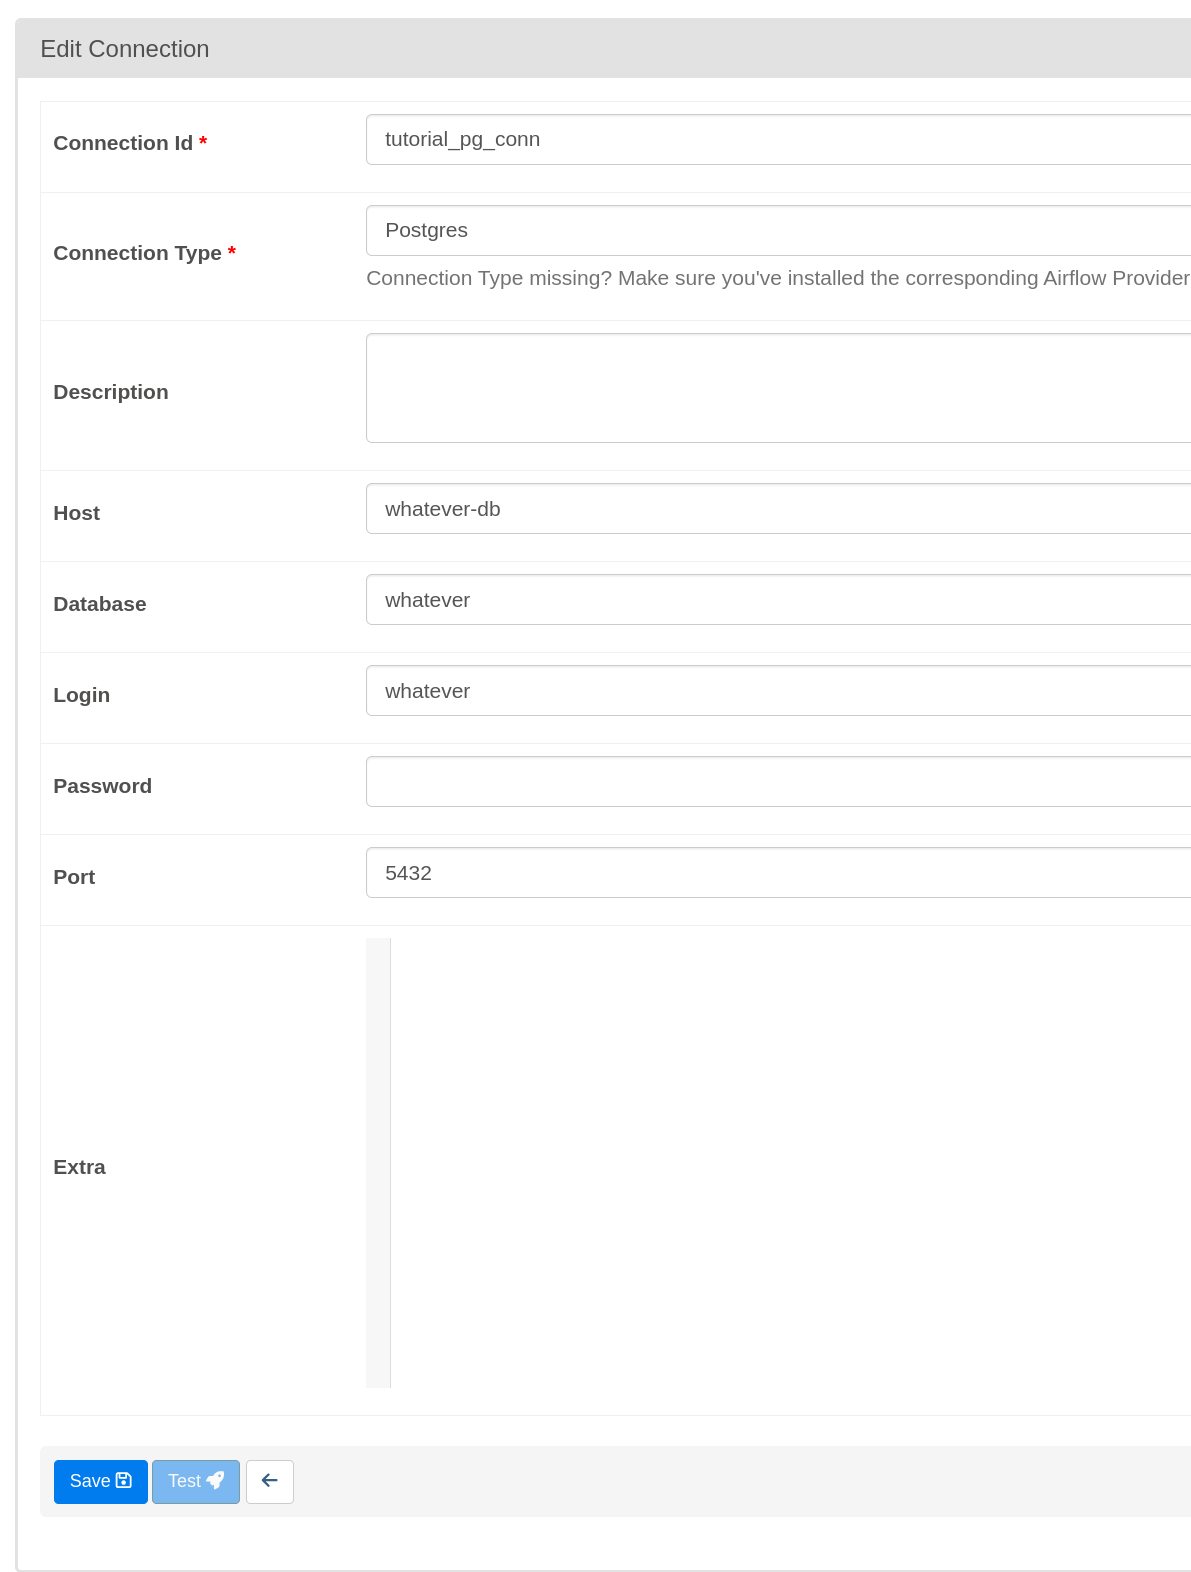 Edit Connection
Connection Id *
tutorial_pg_conn
Connection Type *
Postgres
Connection Type missing? Make sure you've installed the corresponding Airflow Provider
Description
Host
whatever-db
Database
whatever
Login
whatever
Password
Port
5432
Extra
Save
Test